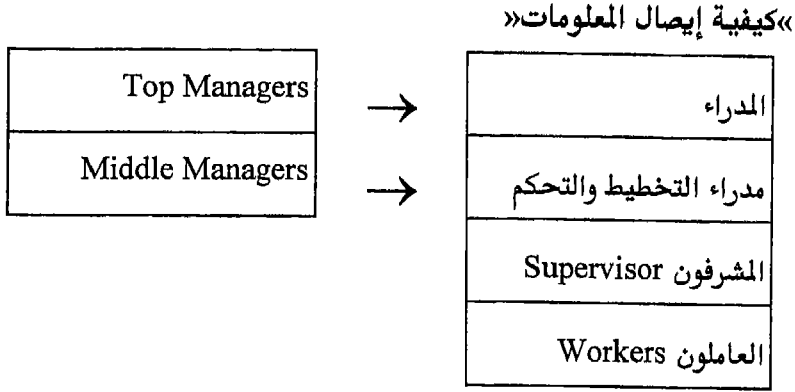 »كيفية إيصال المعلومات«
Top Managers → المدراء
Middle Managers → مدراء التخطيط والتحكم
المشرفون Supervisor
العاملون Workers